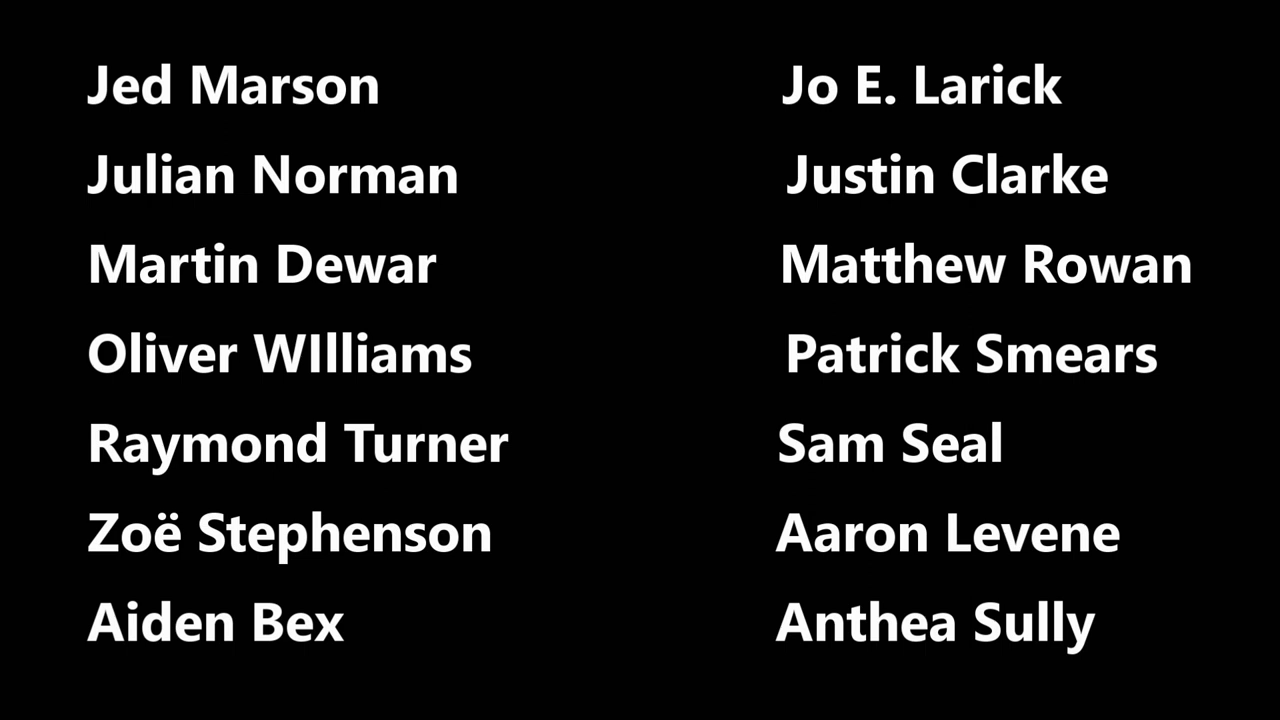 Jed Marson
Jo E. Larick
Julian Norman
Justin Clarke
Martin Dewar
Matthew Rowan
Oliver WIlliams
Patrick Smears
Raymond Turner
Sam Seal
Zoë Stephenson
Aaron Levene
Aiden Bex
Anthea Sully